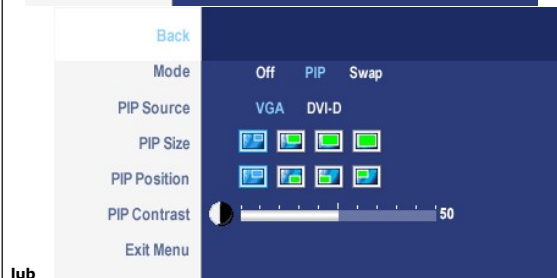 Back
Mode Off PIP Swap
PIP Source VGA DVI-D
PIP Size
PIP Position
PIP Contrast 50
Exit Menu
lub